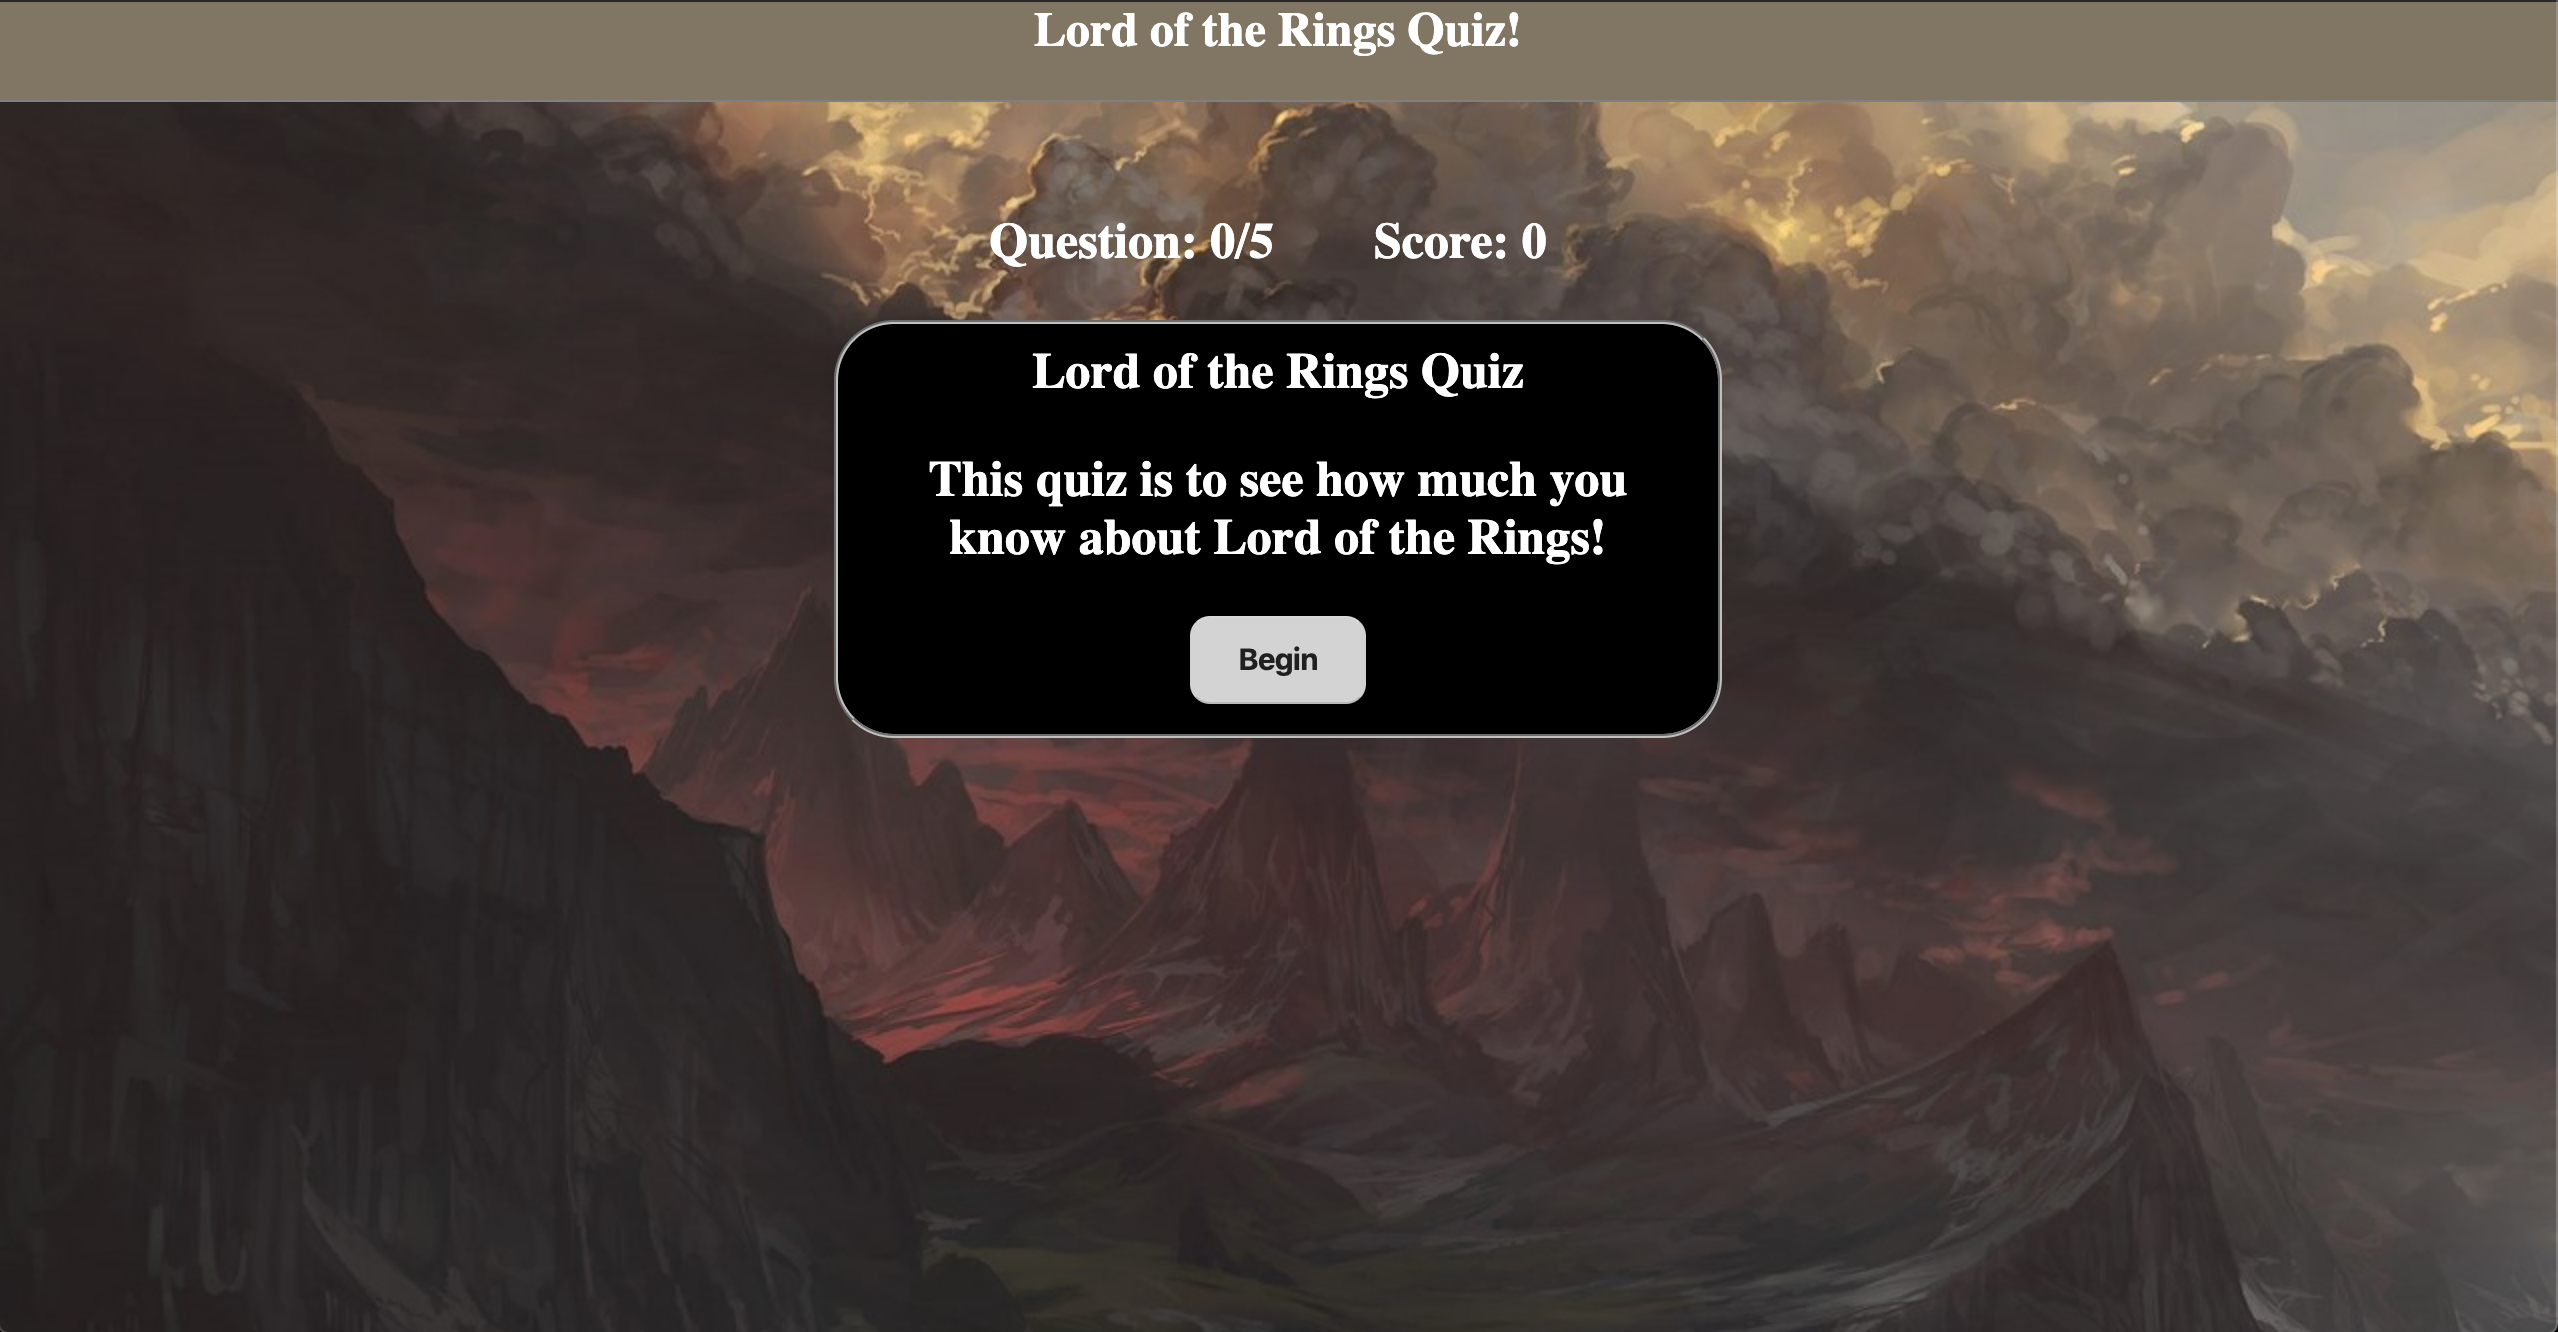 Lord of the Rings Quiz!
Question: 0/5 Score: 0
Lord of the Rings Quiz
This quiz is to see how much you
know about Lord of the Rings!
Begin